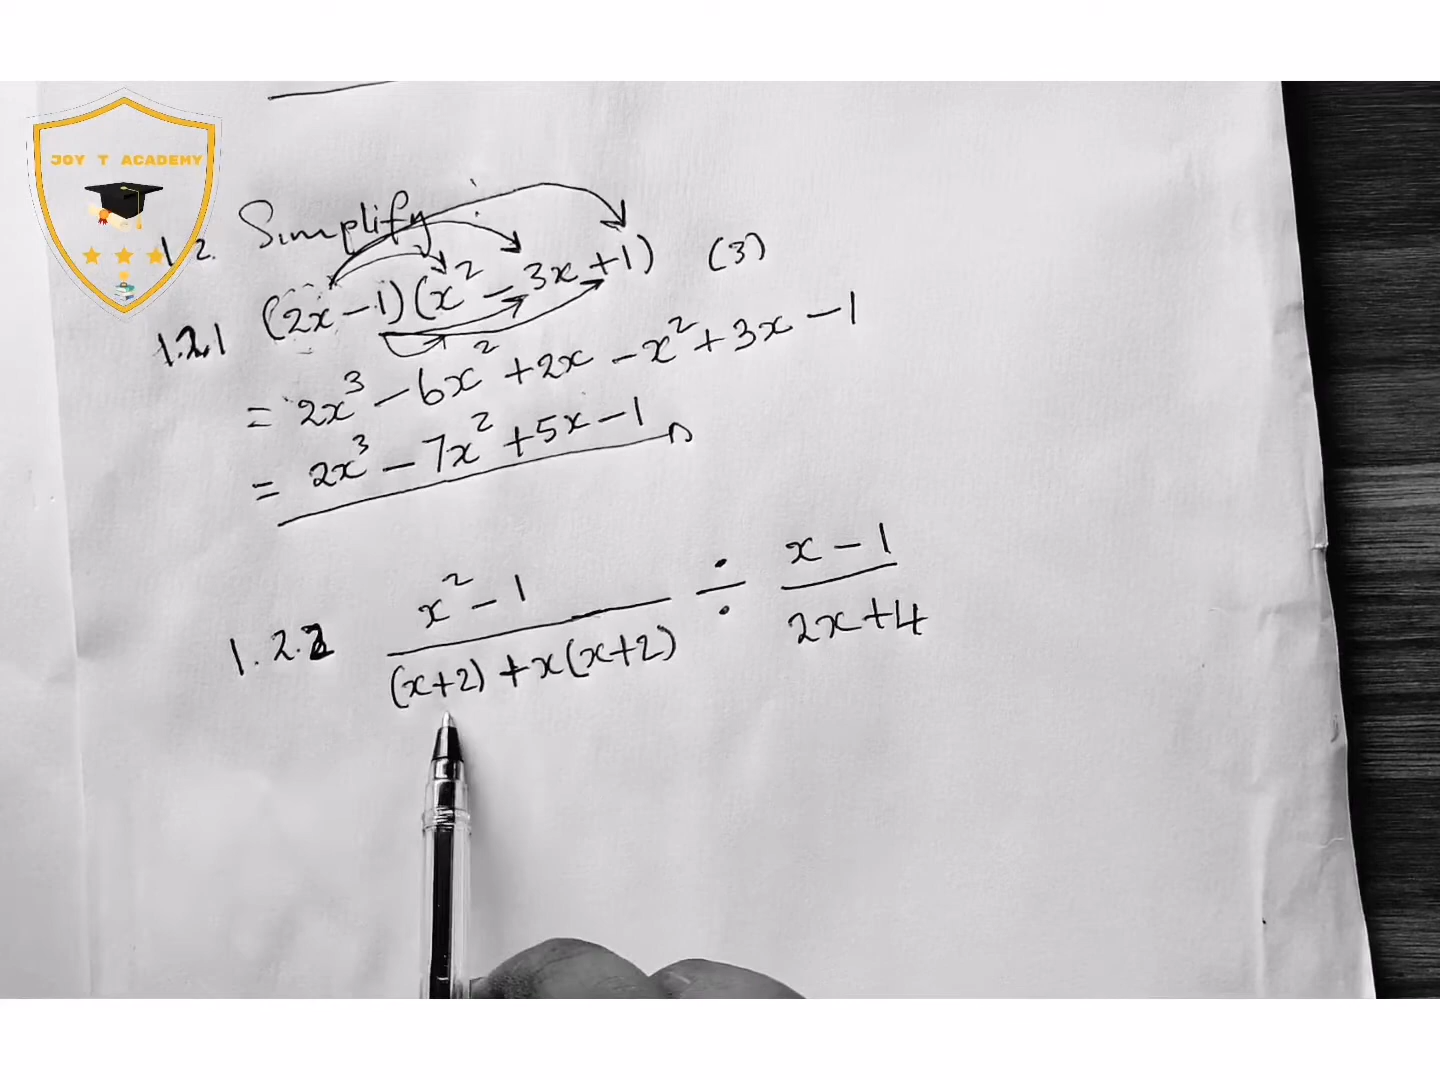 JOY T ACADEMY
1.2. Simplify
1.2.1 (2x-1)(x²-3x+1) (3)
= 2x³-6x²+2x-x²+3x-1
= 2x³-7x²+5x-1
1.2.2 x²-1 ÷ x-1
(x+2)+x(x+2) 2x+4